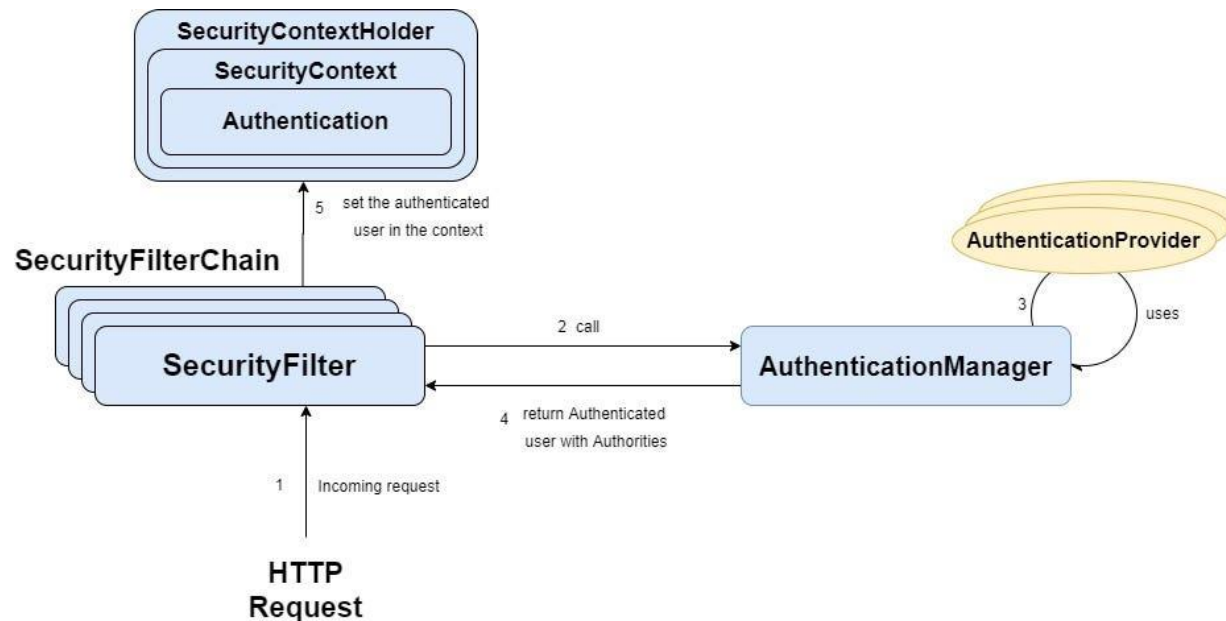 SecurityContextHolder
SecurityContext
Authentication
5 set the authenticated
user in the context
SecurityFilterChain
SecurityFilter
2 call
AuthenticationManager
AuthenticationProvider
3
uses
4 return Authenticated
user with Authorities
1 Incoming request
HTTP
Request